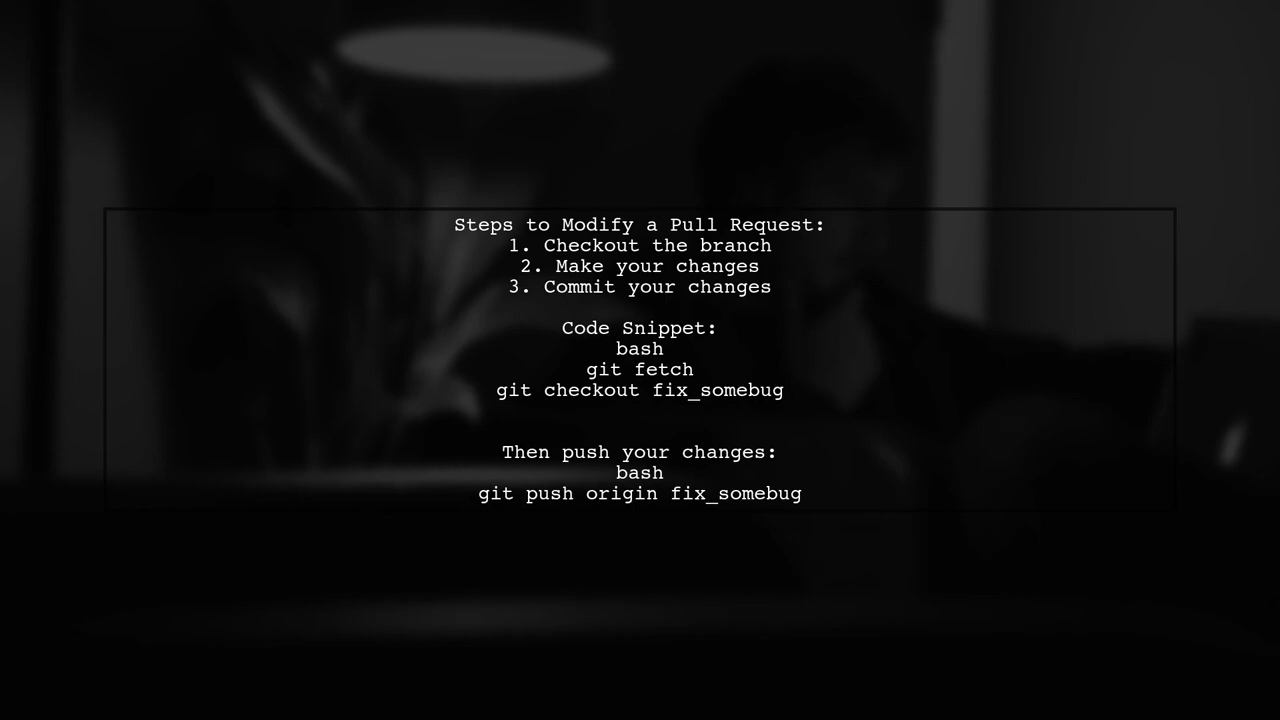 Steps to Modify a Pull Request:
1. Checkout the branch
2. Make your changes
3. Commit your changes
Code Snippet:
bash
git fetch
git checkout fix_somebug
Then push your changes:
bash
git push origin fix_somebug